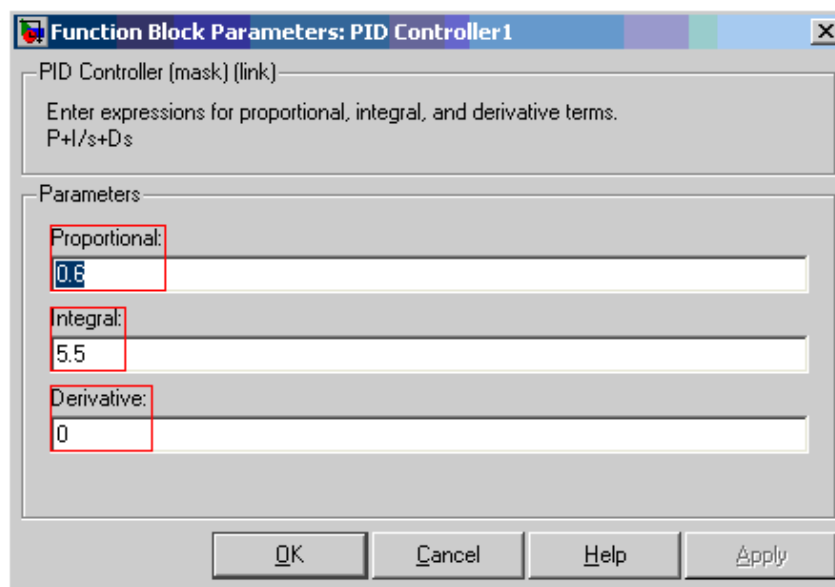 Function Block Parameters: PID Controller1
PID Controller (mask) (link)
Enter expressions for proportional, integral, and derivative terms.
P+I/s+Ds
Parameters
Proportional:
0.6
Integral:
5.5
Derivative:
0
OK Cancel Help Apply